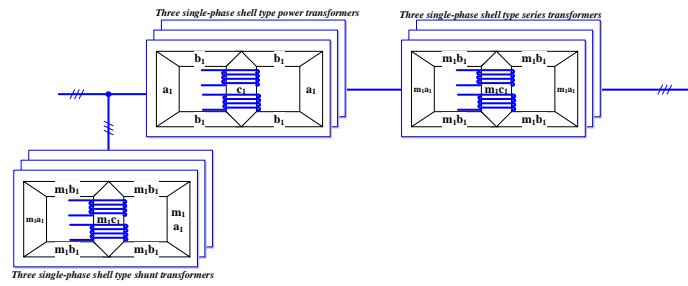 Three single-phase shell type power transformers
Three single-phase shell type series transformers
b₁ b₁
a₁ c₁ a₁
b₁ b₁
m₁b₁ m₁b₁
m₁a₁ m₁c₁ m₁a₁
m₁b₁ m₁b₁
m₁b₁ m₁b₁
m₁a₁ m₁c₁ m₁
a₁
m₁b₁ m₁b₁
Three single-phase shell type shunt transformers